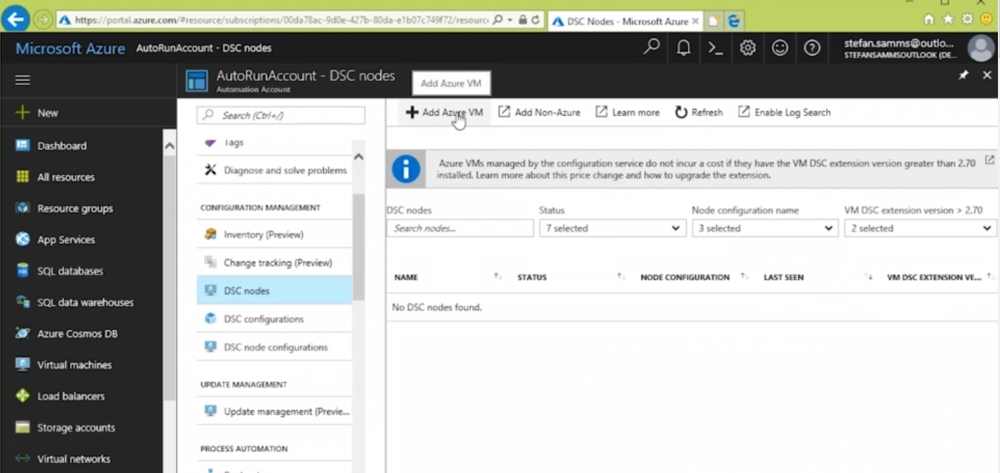 https://portal.azure.com/#resource/subscriptions/00da78ac-9d0e-427b-80da-e1b07c749f72/resourc
DSC Nodes - Microsoft Azure
Microsoft Azure AutoRunAccount - DSC nodes
stefan.samms@outlo...
STEFANSAMMSOUTLOOK (DE...
AutoRunAccount - DSC nodes
Automation Account
Add Azure VM
New
Dashboard
All resources
Resource groups
App Services
SQL databases
SQL data warehouses
Azure Cosmos DB
Virtual machines
Load balancers
Storage accounts
Virtual networks
Search (Ctrl+/)
Tags
Diagnose and solve problems
CONFIGURATION MANAGEMENT
Inventory (Preview)
Change tracking (Preview)
DSC nodes
DSC configurations
DSC node configurations
UPDATE MANAGEMENT
Update management (Previe...
PROCESS AUTOMATION
Add Azure VM Add Non-Azure Learn more Refresh Enable Log Search
Azure VMs managed by the configuration service do not incur a cost if they have the VM DSC extension version greater than 2.70
installed. Learn more about this price change and how to upgrade the extension.
DSC nodes Status Node configuration name VM DSC extension version > 2.70
Search nodes... 7 selected 3 selected 2 selected
NAME STATUS NODE CONFIGURATION LAST SEEN VM DSC EXTENSION VE...
No DSC nodes found.